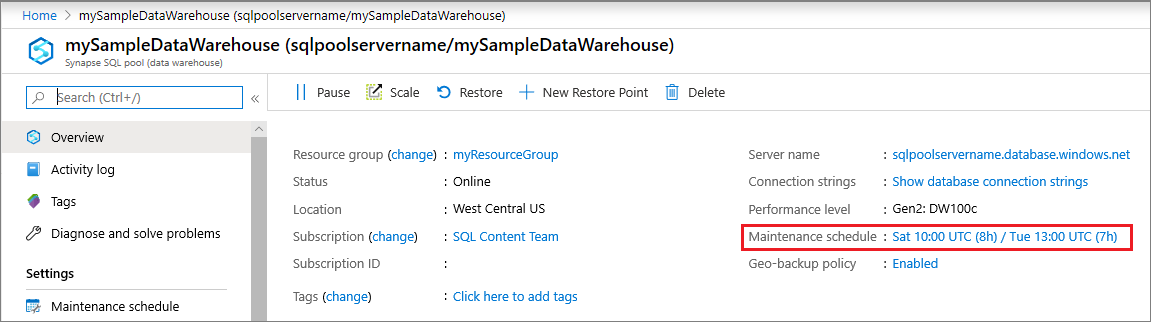 Home > mySampleDataWarehouse (sqlpoolservername/mySampleDataWarehouse)
mySampleDataWarehouse (sqlpoolservername/mySampleDataWarehouse)
Synapse SQL pool (data warehouse)
Search (Ctrl+/)
«
Pause
Scale
Restore
New Restore Point
Delete
Overview
Activity log
Tags
Diagnose and solve problems
Settings
Maintenance schedule
Resource group (change) : myResourceGroup
Status : Online
Location : West Central US
Subscription (change) : SQL Content Team
Subscription ID :
Tags (change) : Click here to add tags
Server name : sqlpoolservername.database.windows.net
Connection strings : Show database connection strings
Performance level : Gen2: DW100c
Maintenance schedule : Sat 10:00 UTC (8h) / Tue 13:00 UTC (7h)
Geo-backup policy : Enabled